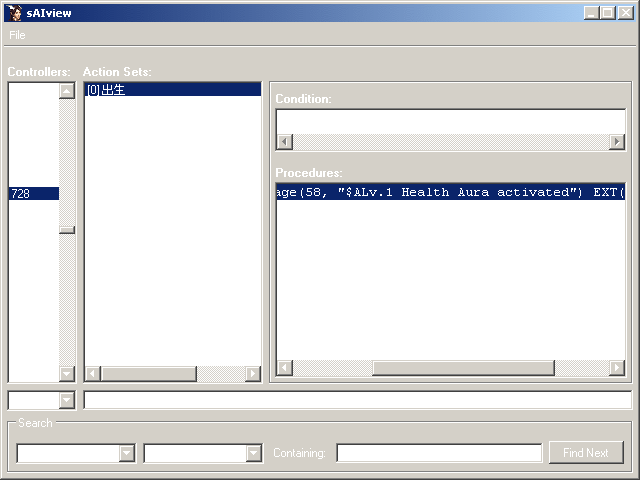 sAIview
File
Controllers:
Action Sets:
[0]出生
Condition:
728
Procedures:
age(58, "$ALv.1 Health Aura activated") EXT(
Search
Containing:
Find Next